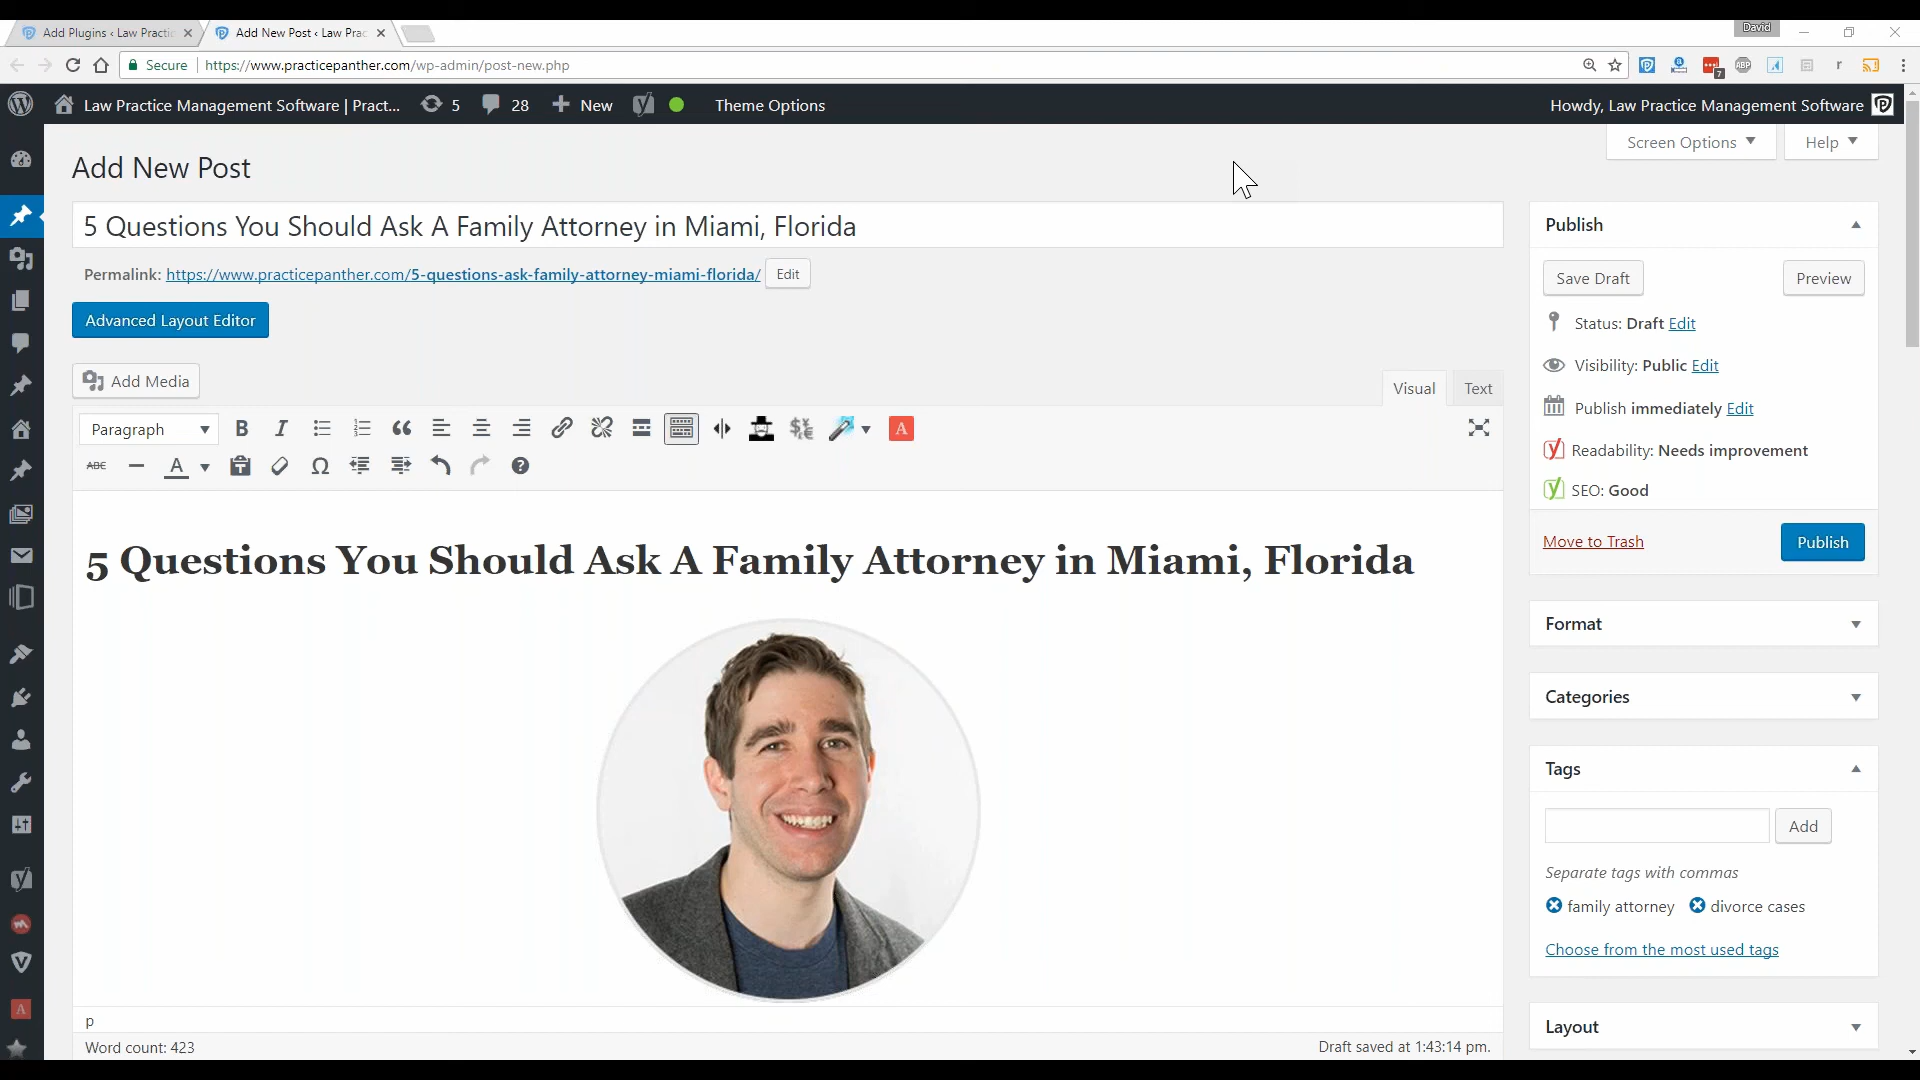 Add Plugins ‹ Law Practic
Add New Post ‹ Law Prac
David
Secure
https://www.practicepanther.com/wp-admin/post-new.php
7
ABP
r
Law Practice Management Software | Pract...
5
28
New
Theme Options
Howdy, Law Practice Management Software
Screen Options
Help
Add New Post
5 Questions You Should Ask A Family Attorney in Miami, Florida
Permalink: https://www.practicepanther.com/5-questions-ask-family-attorney-miami-florida/
Edit
Advanced Layout Editor
Add Media
Visual
Text
Paragraph
B
I
A
ABC
A
Ω
5 Questions You Should Ask A Family Attorney in Miami, Florida
p
Word count: 423
Draft saved at 1:43:14 pm.
Publish
Save Draft
Preview
Status: Draft Edit
Visibility: Public Edit
Publish immediately Edit
Readability: Needs improvement
SEO: Good
Move to Trash
Publish
Format
Categories
Tags
Add
Separate tags with commas
family attorney
divorce cases
Choose from the most used tags
Layout